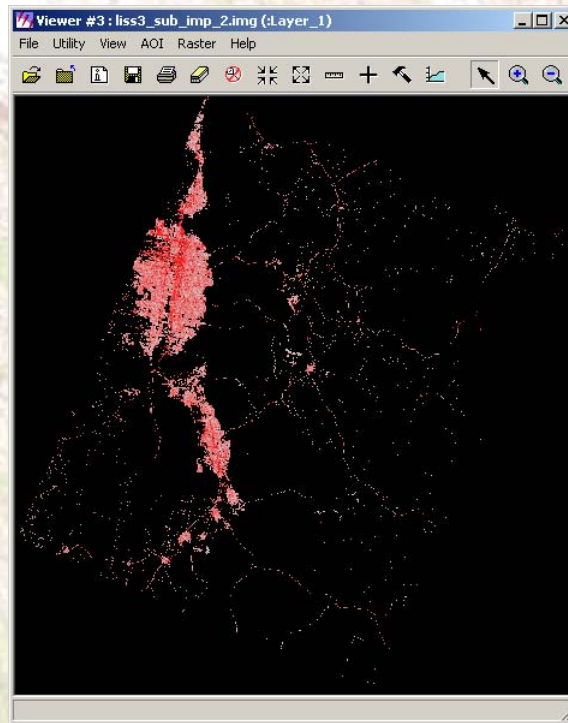 Viewer #3 : liss3_sub_imp_2.img (:Layer_1)
File Utility View AOI Raster Help